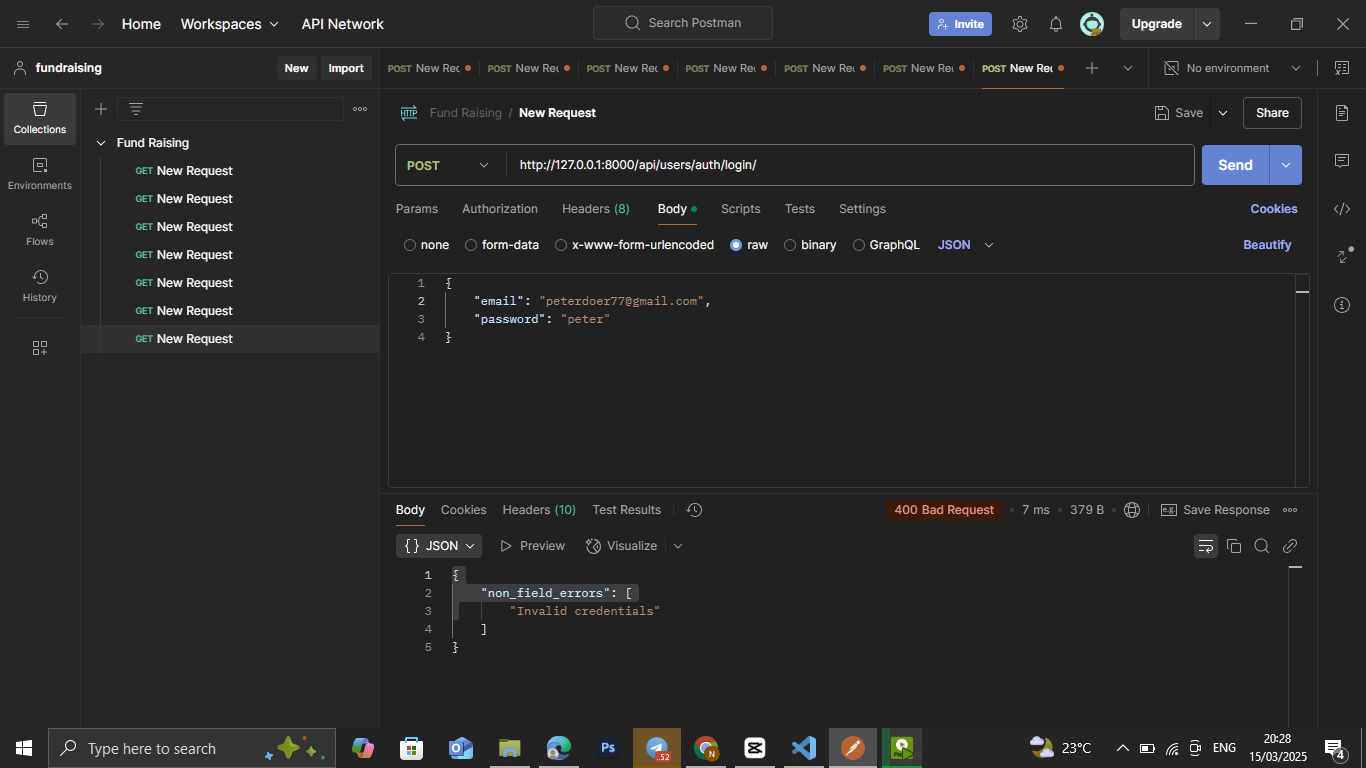 Home Workspaces API Network Search Postman Invite Upgrade
fundraising New Import POST New Rec POST New Rec POST New Rec POST New Rec POST New Rec POST New Rec POST New Rec No environment
Collections
Environments
Flows
History
Fund Raising
GET New Request
GET New Request
GET New Request
GET New Request
GET New Request
GET New Request
GET New Request
HTTP Fund Raising / New Request Save Share
POST http://127.0.0.1:8000/api/users/auth/login/ Send
Params Authorization Headers (8) Body Scripts Tests Settings Cookies
none form-data x-www-form-urlencoded raw binary GraphQL JSON Beautify
1 {
2 "email": "peterdoer77@gmail.com",
3 "password": "peter"
4 }
Body Cookies Headers (10) Test Results 400 Bad Request 7 ms 379 B e.g. Save Response
{} JSON Preview Visualize
1 {
2 "non_field_errors": [
3 "Invalid credentials"
4 ]
5 }
Type here to search Ps .52 N 23°C ENG 20:28
15/03/2025 4